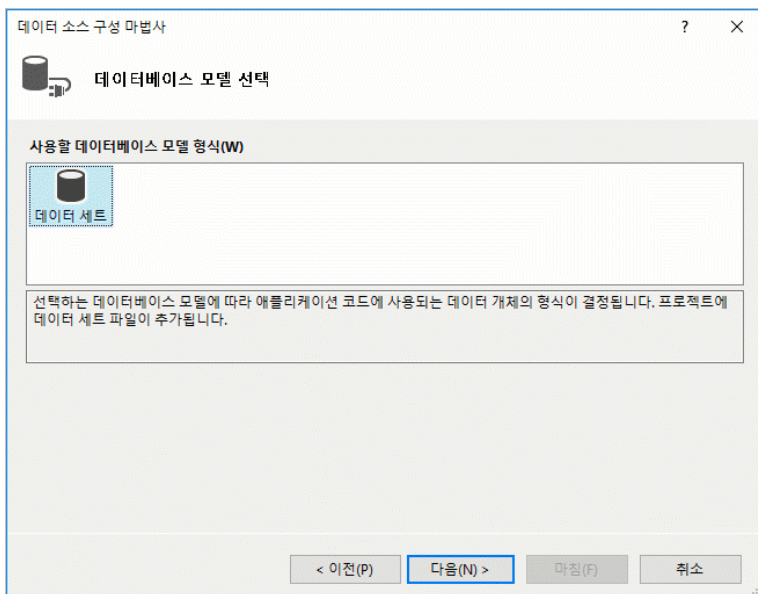 데이터 소스 구성 마법사
데이터베이스 모델 선택
사용할 데이터베이스 모델 형식(W)
데이터 세트
선택하는 데이터베이스 모델에 따라 애플리케이션 코드에 사용되는 데이터 개체의 형식이 결정됩니다. 프로젝트에
데이터 세트 파일이 추가됩니다.
< 이전(P) 다음(N) > 마침(F) 취소